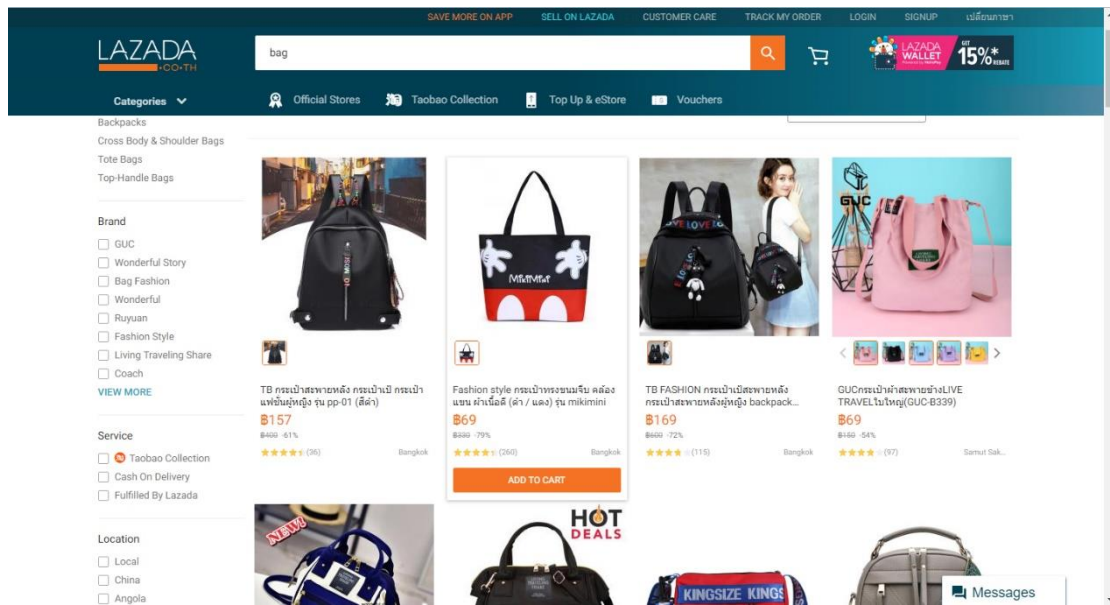 SAVE MORE ON APP
SELL ON LAZADA
CUSTOMER CARE
TRACK MY ORDER
LOGIN
SIGNUP
เปลี่ยนภาษา
LAZADA
•CO•TH
bag
LAZADA
WALLET
GET
15%*
REBATE
Categories
Official Stores
Taobao Collection
Top Up & eStore
Vouchers
Backpacks
Cross Body & Shoulder Bags
Tote Bags
Top-Handle Bags
Brand
GUC
Wonderful Story
Bag Fashion
Wonderful
Ruyuan
Fashion Style
Living Traveling Share
Coach
VIEW MORE
Service
Taobao Collection
Cash On Delivery
Fulfilled By Lazada
Location
Local
China
Angola
TB กระเป๋าสะพายหลัง กระเป๋าเป้ กระเป๋า
แฟชั่นผู้หญิง รุ่น pp-01 (สีดำ)
฿157
฿400 -61%
(36)
Bangkok
MikiMini
Fashion style กระเป๋าทรงขนมจีบ คล้อง
แขน ผ้าเนื้อดี (ดำ / แดง) รุ่น mikimini
฿69
฿330 -79%
(260)
Bangkok
ADD TO CART
TB FASHION กระเป๋าเป้สะพายหลัง
กระเป๋าสะพายหลังผู้หญิง backpack...
฿169
฿600 -72%
(115)
Bangkok
GUC
GUCกระเป๋าผ้าสะพายข้างLIVE
TRAVELใบใหญ่(GUC-B339)
฿69
฿150 -54%
(97)
Samut Sak...
NEW!
HOT
DEALS
KINGSIZE KINGS
Messages